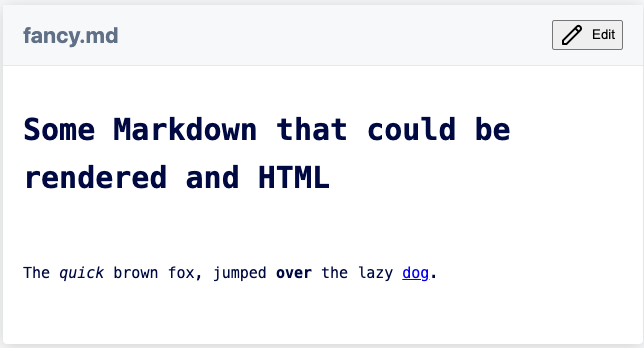 fancy.md
Edit
Some Markdown that could be
rendered and HTML
The quick brown fox, jumped over the lazy dog.